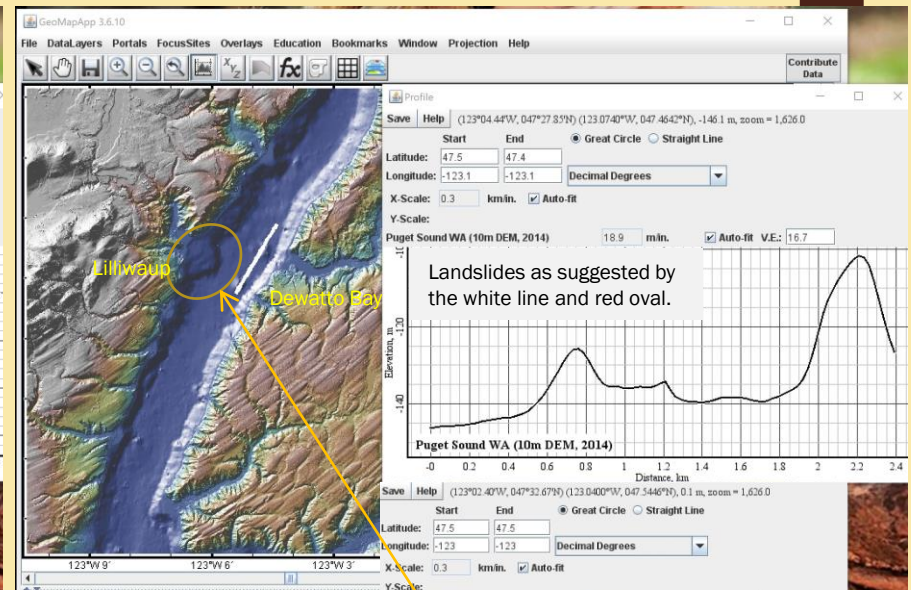 GeoMapApp 3.6.10
File DataLayers Portals FocusSites Overlays Education Bookmarks Window Projection Help
XYZ fx
Contribute
Data
Lilliwaup
Dewatto Bay
123°W 9' 123°W 6' 123°W 3'
Profile
Save Help (123°04.44'W, 047°27.85'N) (123.0740°W, 047.4642°N), -146.1 m, zoom = 1,626.0
Start End Great Circle Straight Line
Latitude: 47.5 47.4
Longitude: -123.1 -123.1 Decimal Degrees
X-Scale: 0.3 km/in. Auto-fit
Y-Scale:
Puget Sound WA (10m DEM, 2014) 18.9 m/in. Auto-fit V.E.: 16.7
Landslides as suggested by
the white line and red oval.
Elevation, m
-120
-140
Puget Sound WA (10m DEM, 2014)
-0 0.2 0.4 0.6 0.8 1 1.2 1.4 1.6 1.8 2 2.2 2.4
Distance, km
Save Help (123°02.40'W, 047°32.67'N) (123.0400°W, 047.5446°N), 0.1 m, zoom = 1,626.0
Start End Great Circle Straight Line
Latitude: 47.5 47.5
Longitude: -123 -123 Decimal Degrees
X-Scale: 0.3 km/in. Auto-fit
Y-Scale: